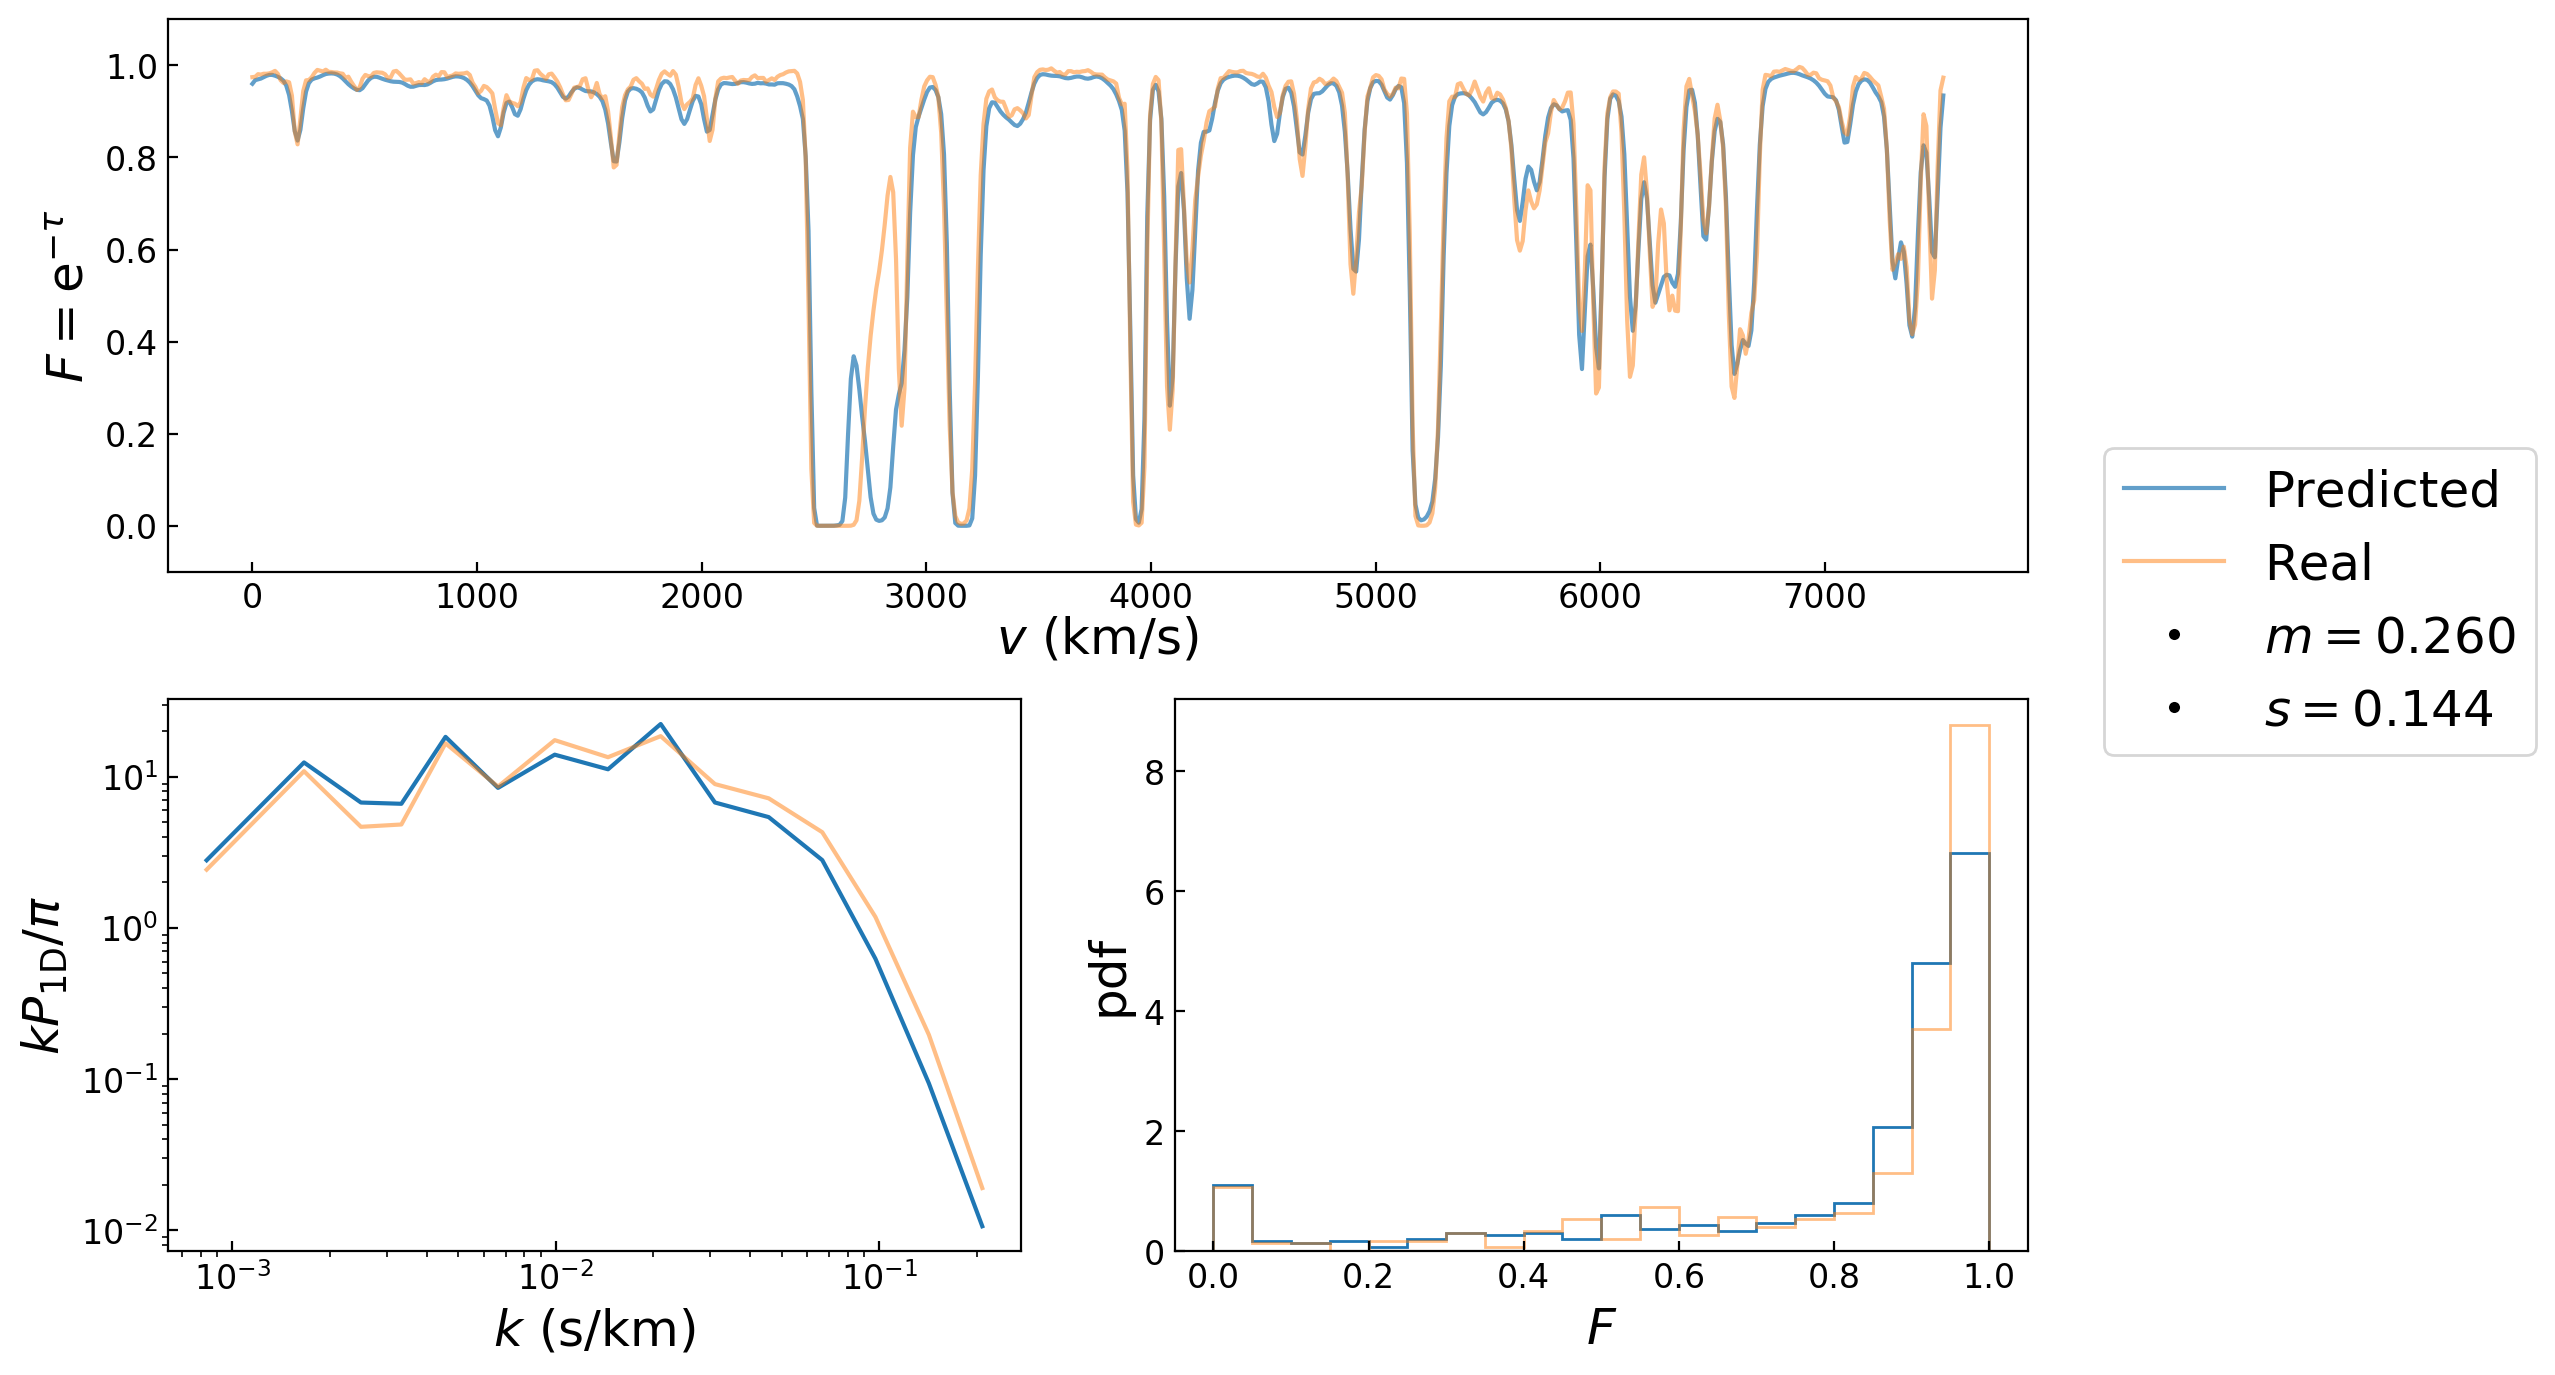 1.0
0.8
0.6
0.4
0.2
0.0
F = e^{−τ}
0 1000 2000 3000 4000 5000 6000 7000
v (km/s)
Predicted
Real
m = 0.260
s = 0.144
10^1
10^0
10^{−1}
10^{−2}
kP_{1D}/π
10^{−3} 10^{−2} 10^{−1}
k (s/km)
8
6
4
2
0
pdf
0.0 0.2 0.4 0.6 0.8 1.0
F